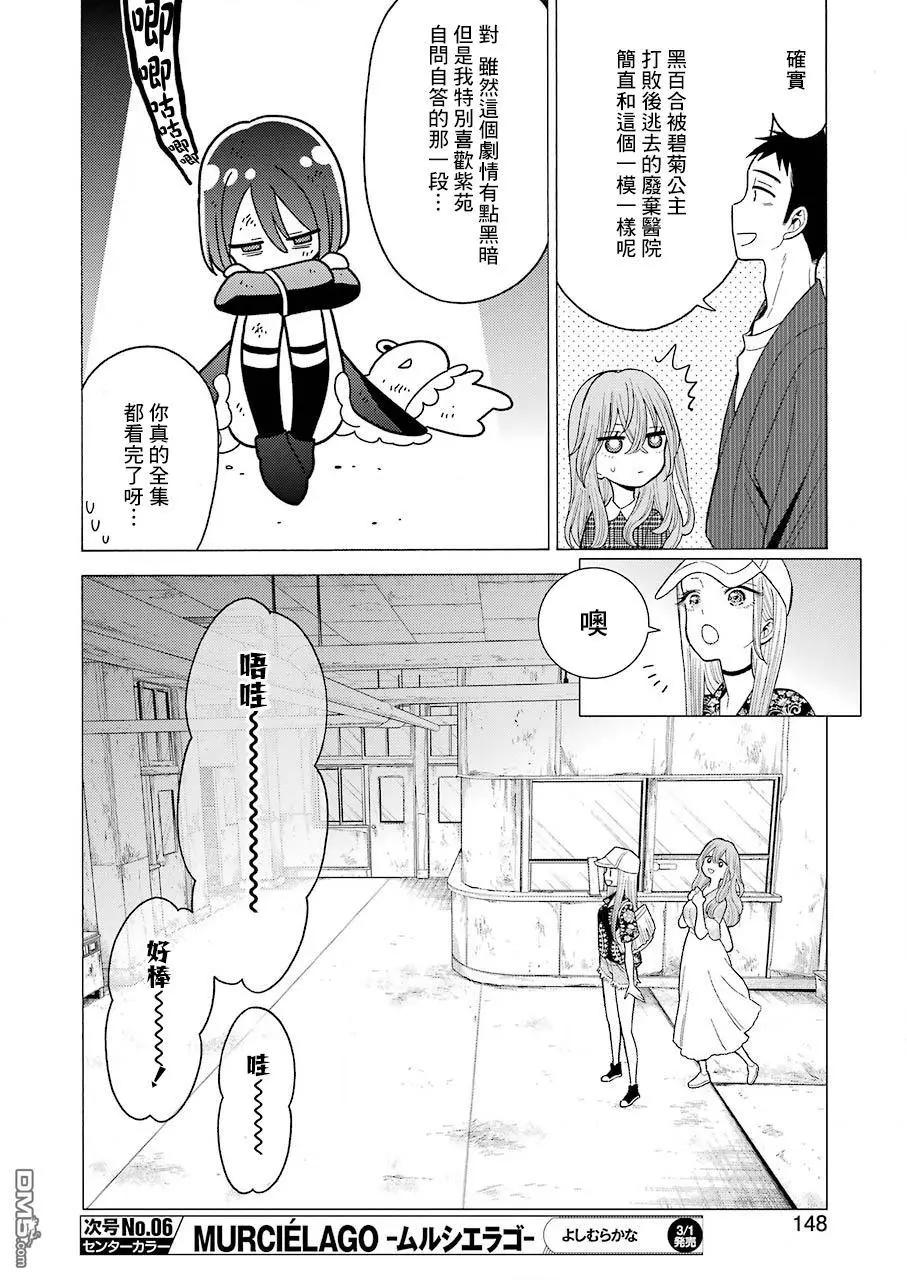 確實
黑百合被碧菊公主
打敗後逃去的廢棄醫院
簡直和這個一模一樣呢
對 雖然這個劇情有點黑暗
但是我特別喜歡紫苑
自問自答的那一段…
唧唧咕咕唧唧
你真的全集
都看完了呀…
噢
唔哇
好棒！
哇
148
次号No.06
センターカラー
MURCIÉLAGO -ムルシエラゴ-
よしむらかな
3/1
発売
DM5.com